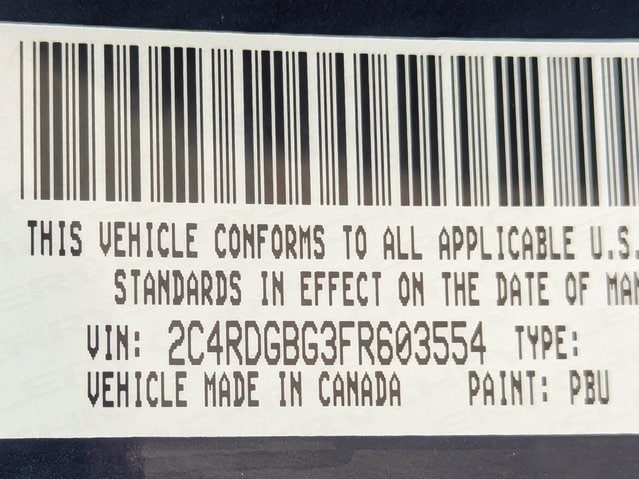 THIS VEHICLE CONFORMS TO ALL APPLICABLE U.S.
STANDARDS IN EFFECT ON THE DATE OF MAN
VIN: 2C4RDGBG3FR603554 TYPE:
VEHICLE MADE IN CANADA PAINT: PBU